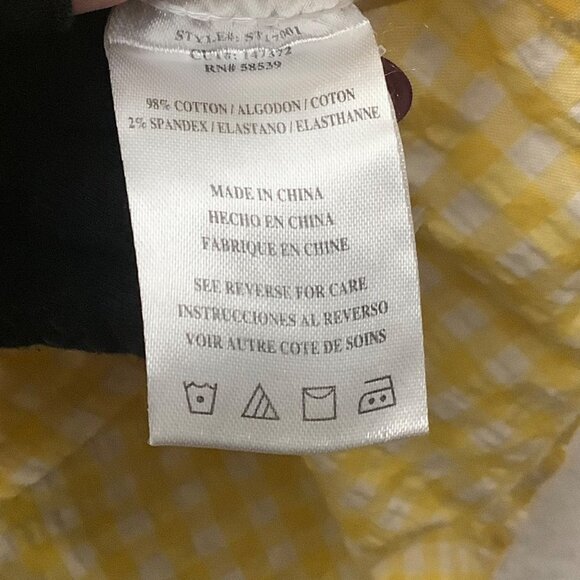 STYLE#: ST17001
CUT#: 147392
RN# 58539
98% COTTON / ALGODON / COTON
2% SPANDEX / ELASTANO / ELASTHANNE
MADE IN CHINA
HECHO EN CHINA
FABRIQUE EN CHINE
SEE REVERSE FOR CARE
INSTRUCCIONES AL REVERSO
VOIR AUTRE COTE DE SOINS